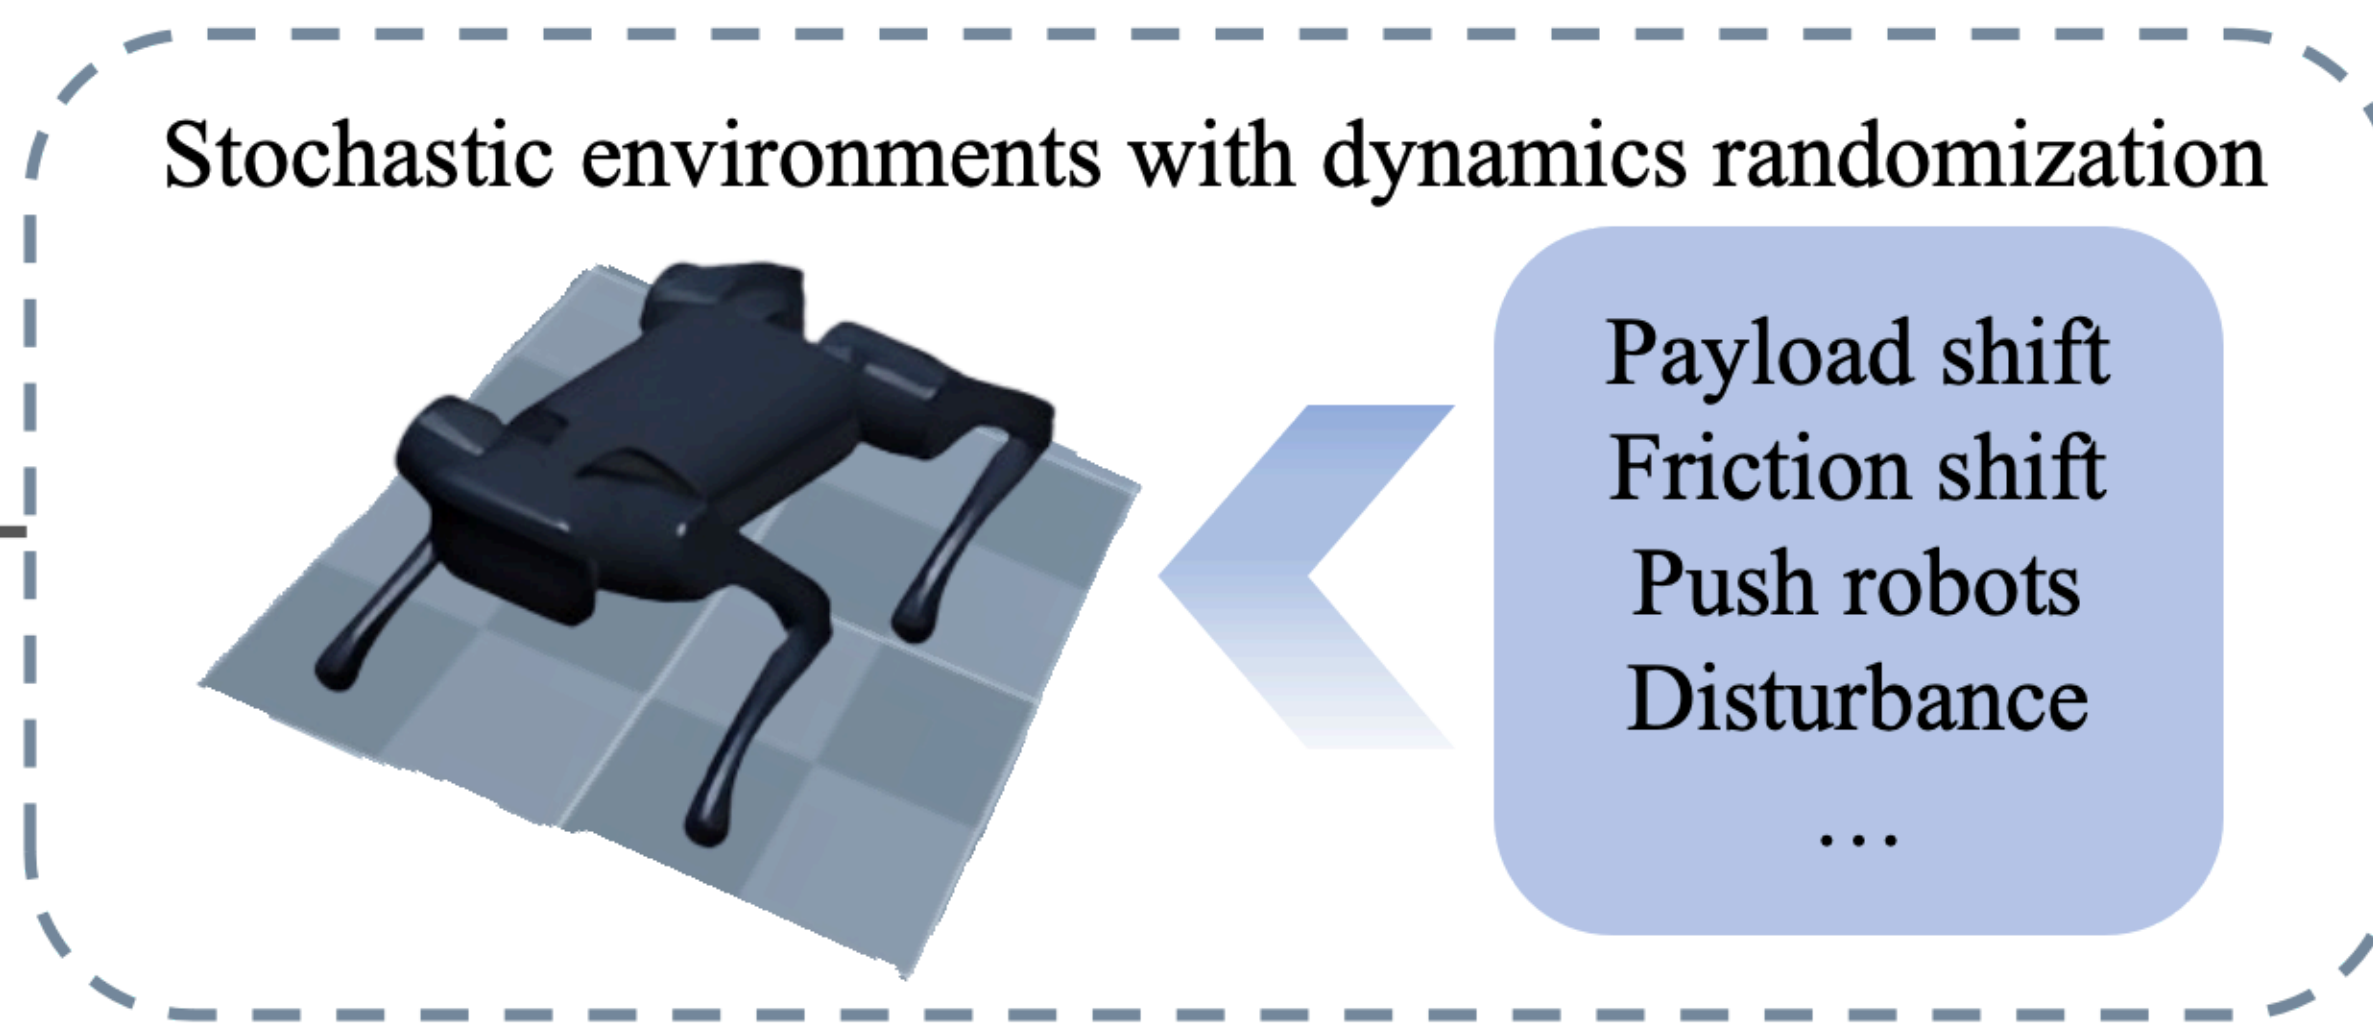 Stochastic environments with dynamics randomization
Payload shift
Friction shift
Push robots
Disturbance
…